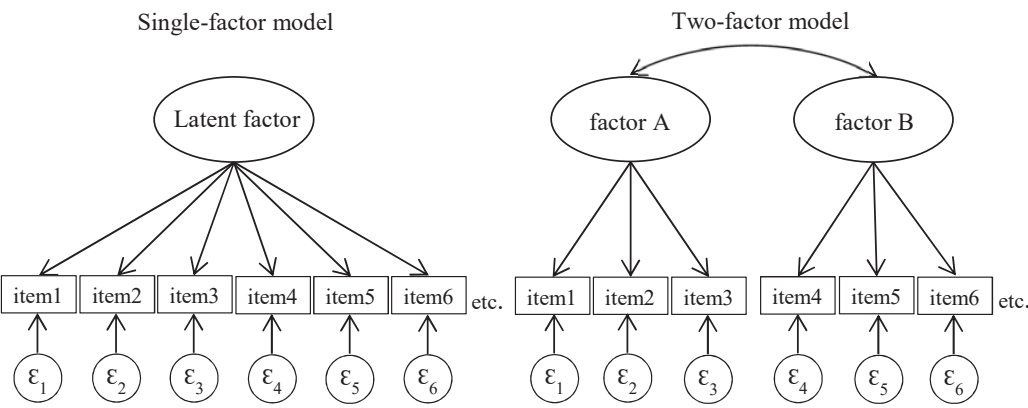 Single-factor model
Two-factor model
Latent factor
factor A
factor B
item1 item2 item3 item4 item5 item6 etc.
item1 item2 item3 item4 item5 item6 etc.
ε1 ε2 ε3 ε4 ε5 ε6
ε1 ε2 ε3 ε4 ε5 ε6